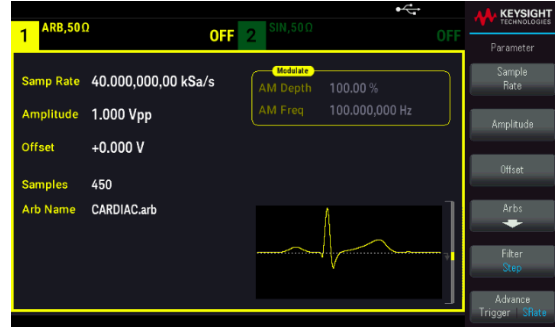 1 ARB,50Ω OFF 2 SIN,50Ω OFF
KEYSIGHT
TECHNOLOGIES
Parameter
Samp Rate 40.000,000,00 kSa/s
Amplitude 1.000 Vpp
Offset +0.000 V
Samples 450
Arb Name CARDIAC.arb
Modulate
AM Depth 100.00 %
AM Freq 100.000,000 Hz
Sample
Rate
Amplitude
Offset
Arbs
Filter
Step
Advance
Trigger SRate